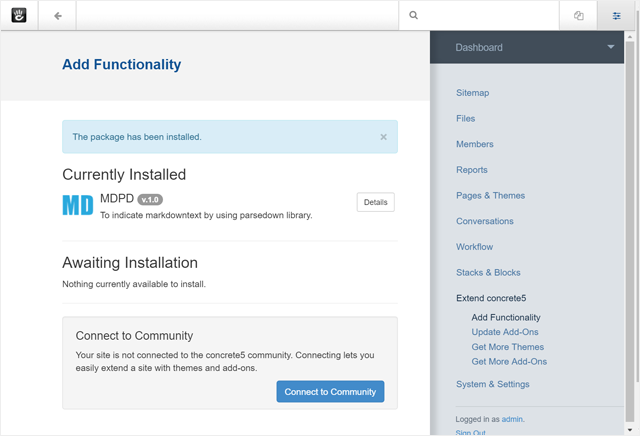 Dashboard
Add Functionality
The package has been installed.
×
Currently Installed
MD
MDPD v.1.0
To indicate markdowntext by using parsedown library.
Details
Awaiting Installation
Nothing currently available to install.
Connect to Community
Your site is not connected to the concrete5 community. Connecting lets you
easily extend a site with themes and add-ons.
Connect to Community
Sitemap
Files
Members
Reports
Pages & Themes
Conversations
Workflow
Stacks & Blocks
Extend concrete5
Add Functionality
Update Add-Ons
Get More Themes
Get More Add-Ons
System & Settings
Logged in as admin.
Sign Out